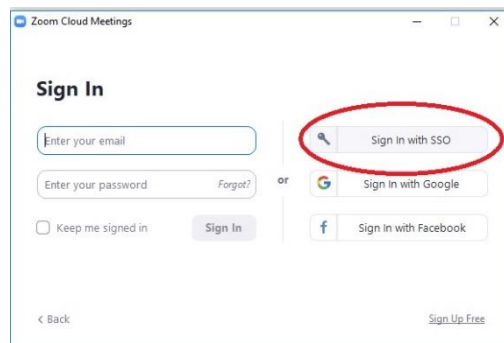 Zoom Cloud Meetings
Sign In
Enter your email
Enter your password Forgot?
Keep me signed in Sign In
or
Sign In with SSO
G Sign In with Google
f Sign In with Facebook
< Back
Sign Up Free